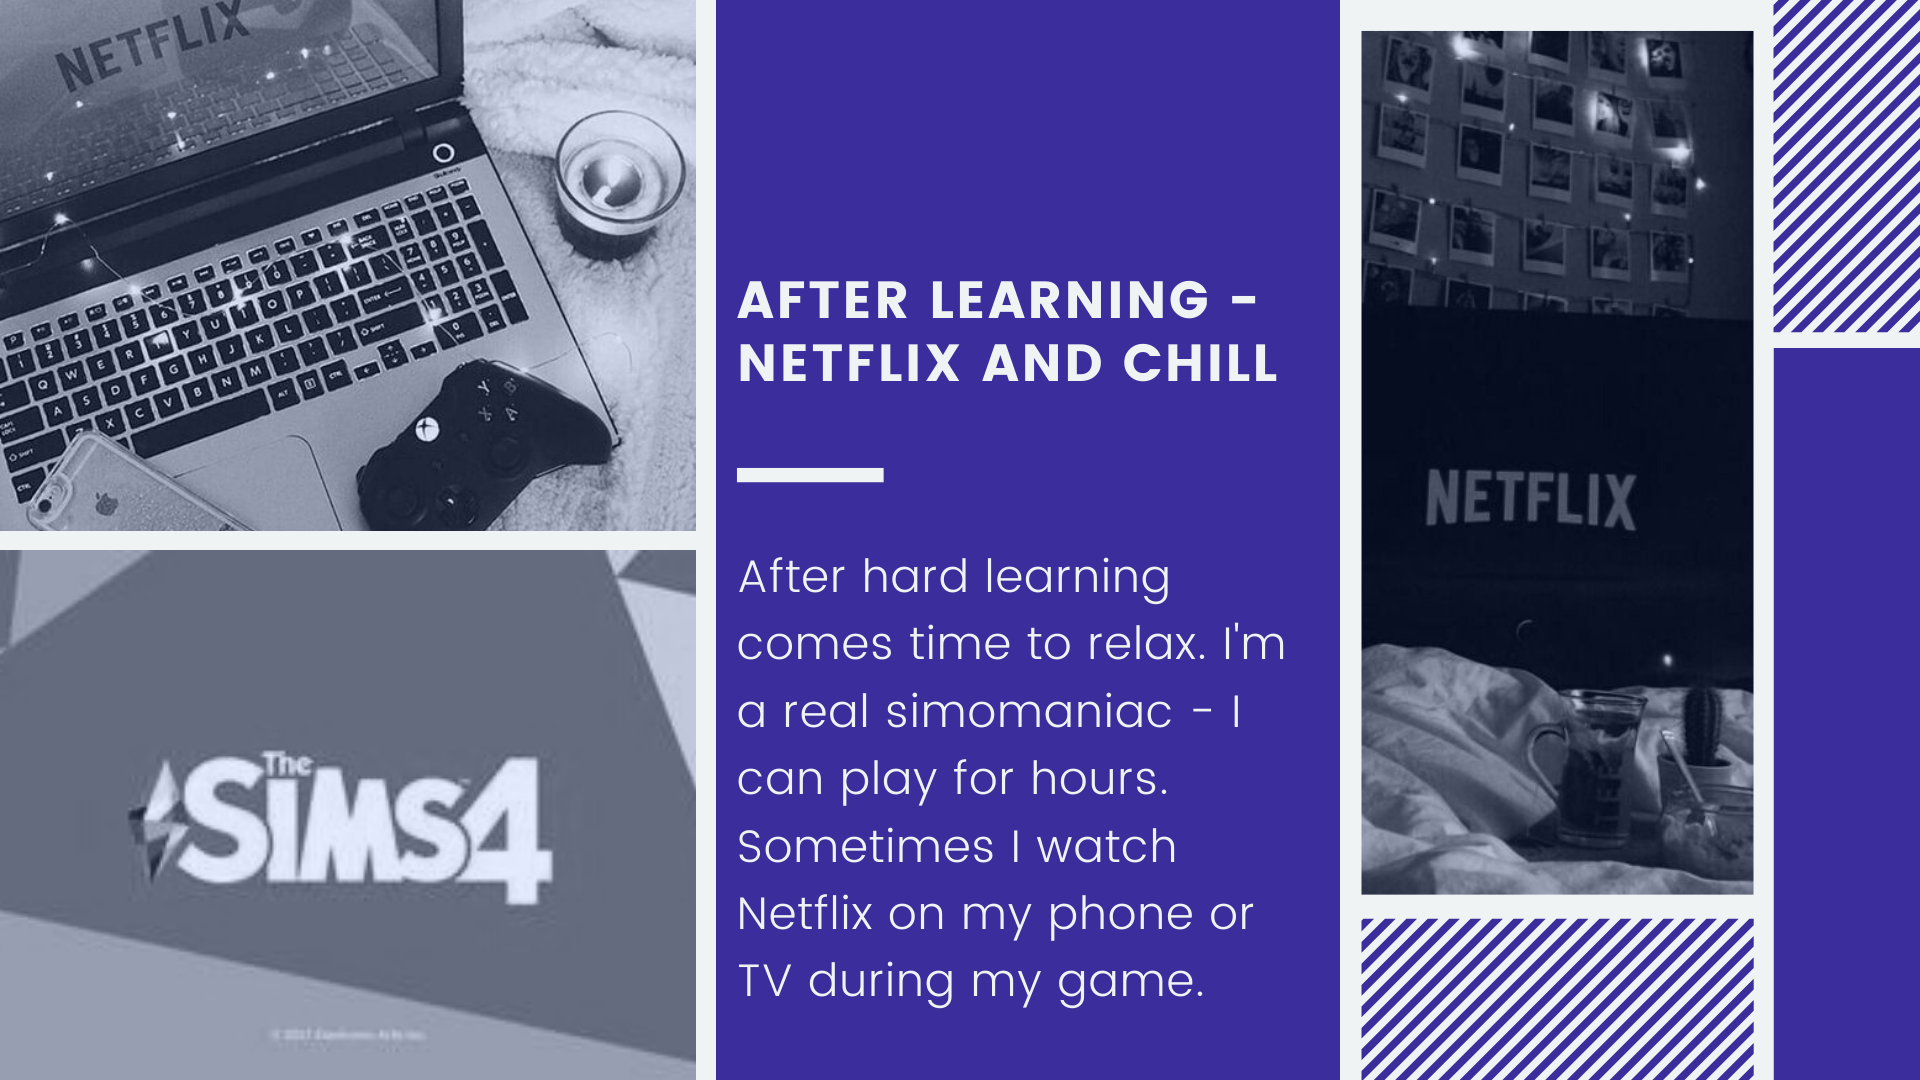 NETFLIX
The
SIMS4
AFTER LEARNING -
NETFLIX AND CHILL
After hard learning
comes time to relax. I'm
a real simomaniac - I
can play for hours.
Sometimes I watch
Netflix on my phone or
TV during my game.
NETFLIX